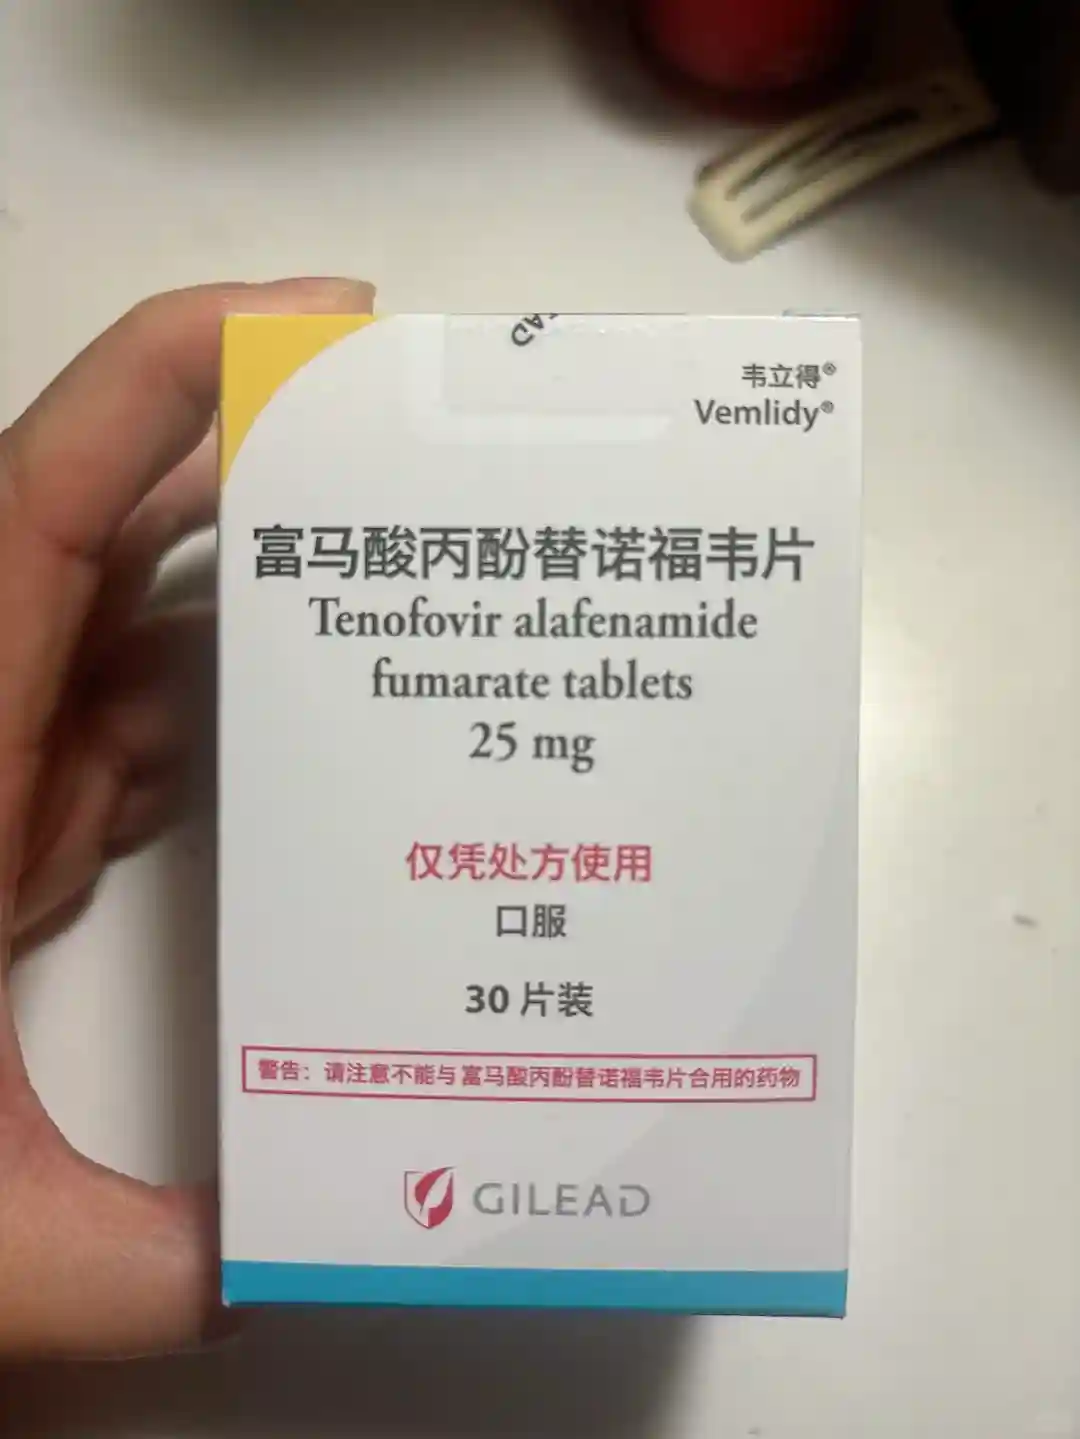 韦立得®
Vemlidy®
富马酸丙酚替诺福韦片
Tenofovir alafenamide
fumarate tablets
25 mg
仅凭处方使用
口服
30 片装
警告：请注意不能与富马酸丙酚替诺福韦片合用的药物
GILEAD